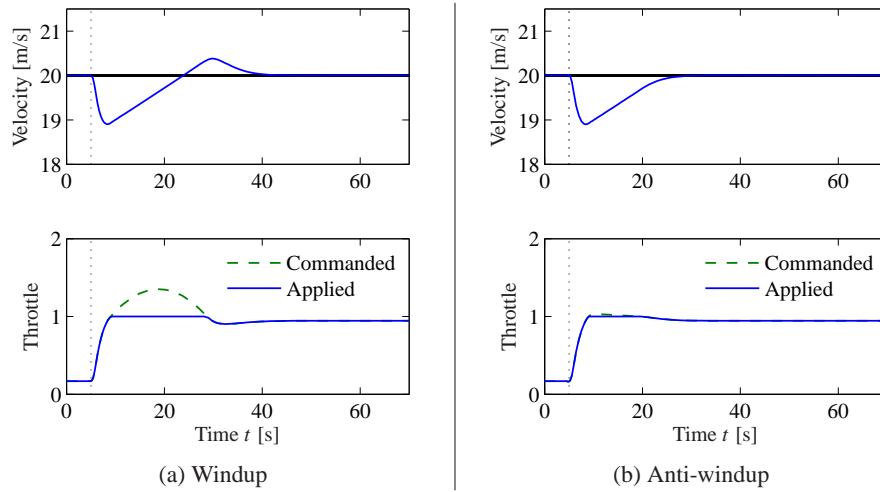 21
20
19
18
Velocity [m/s]
0 20 40 60
2
1
0
Throttle
Commanded
Applied
0 20 40 60
Time t [s]
(a) Windup
21
20
19
18
Velocity [m/s]
0 20 40 60
2
1
0
Throttle
Commanded
Applied
0 20 40 60
Time t [s]
(b) Anti-windup